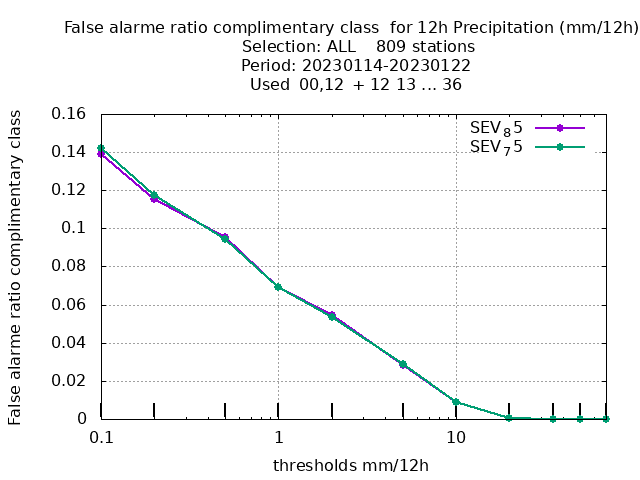 False alarme ratio complimentary class  for 12h Precipitation (mm/12h)
Selection: ALL    809 stations
Period: 20230114-20230122
Used  00,12  + 12 13 ... 36
False alarme ratio complimentary class
0.16
0.14
0.12
0.1
0.08
0.06
0.04
0.02
0
SEV85
SEV75
0.1
1
10
thresholds mm/12h